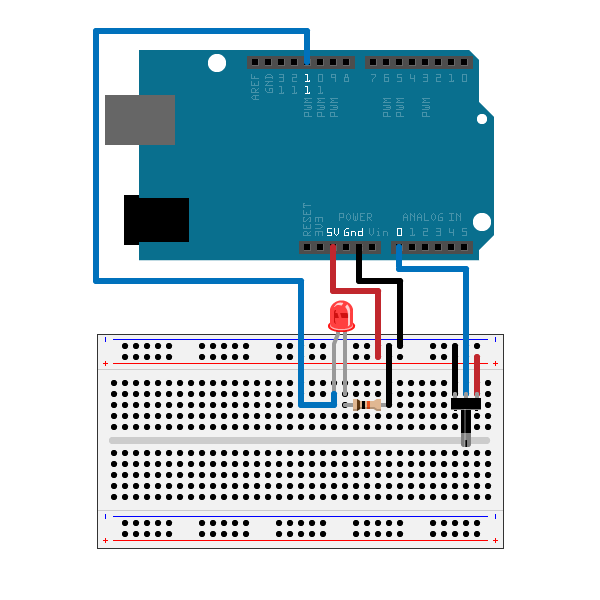 AREF GND 13 12 11 10 9 8 7 6 5 4 3 2 1 0
PWM PWM PWM PWM PWM PWM
RESET 3V3 POWER ANALOG IN
5V Gnd Vin 0 1 2 3 4 5